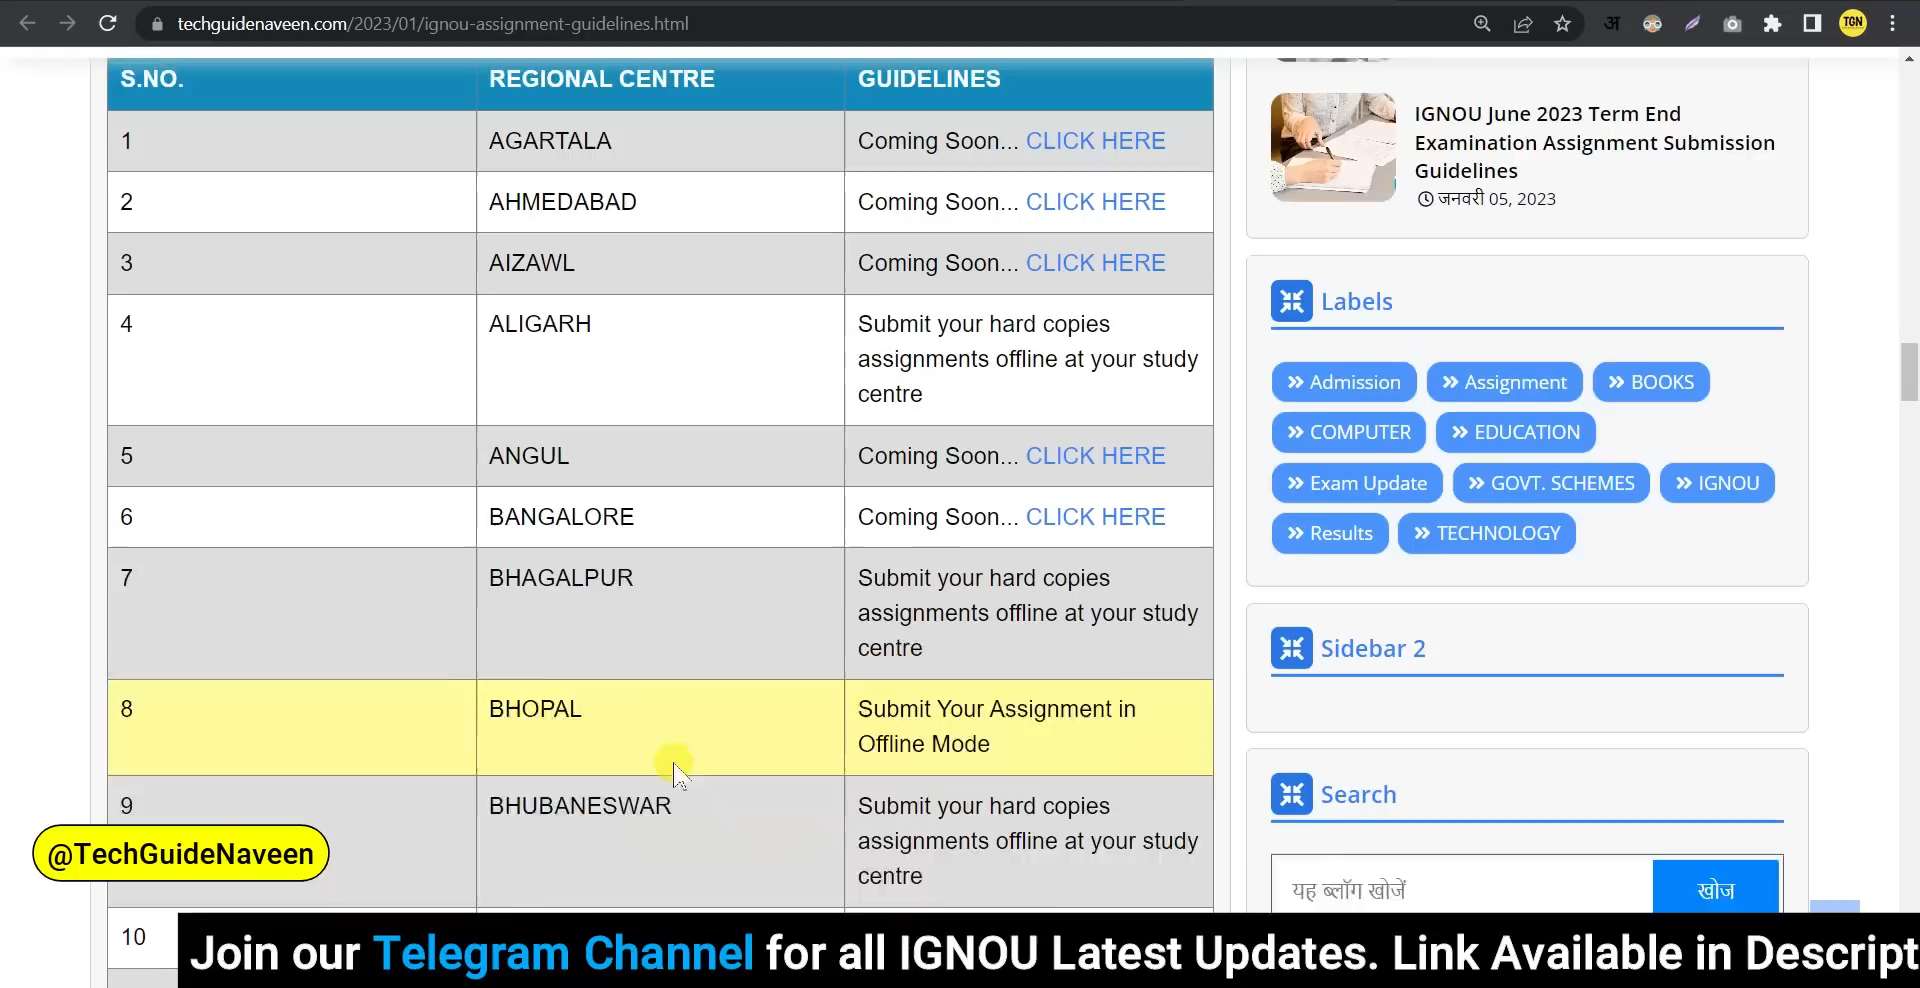 techguidenaveen.com/2023/01/ignou-assignment-guidelines.html
अ
TGN
S.NO. REGIONAL CENTRE GUIDELINES
1 AGARTALA Coming Soon... CLICK HERE
2 AHMEDABAD Coming Soon... CLICK HERE
3 AIZAWL Coming Soon... CLICK HERE
4 ALIGARH Submit your hard copies
assignments offline at your study
centre
5 ANGUL Coming Soon... CLICK HERE
6 BANGALORE Coming Soon... CLICK HERE
7 BHAGALPUR Submit your hard copies
assignments offline at your study
centre
8 BHOPAL Submit Your Assignment in
Offline Mode
9 BHUBANESWAR Submit your hard copies
assignments offline at your study
centre
10
IGNOU June 2023 Term End
Examination Assignment Submission
Guidelines
जनवरी 05, 2023
Labels
» Admission » Assignment » BOOKS
» COMPUTER » EDUCATION
» Exam Update » GOVT. SCHEMES » IGNOU
» Results » TECHNOLOGY
Sidebar 2
Search
यह ब्लॉग खोजें खोज
@TechGuideNaveen
Join our Telegram Channel for all IGNOU Latest Updates. Link Available in Descript